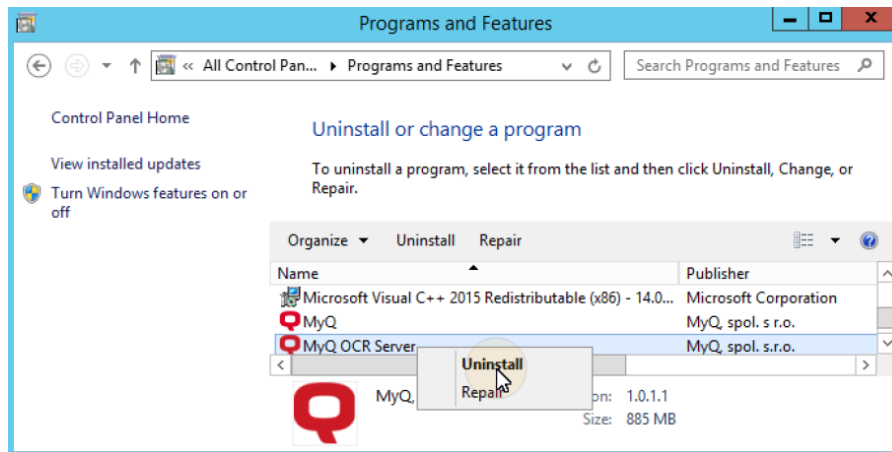 Programs and Features
« All Control Pan... Programs and Features
Search Programs and Features
Control Panel Home
View installed updates
Turn Windows features on or
off
Uninstall or change a program
To uninstall a program, select it from the list and then click Uninstall, Change, or
Repair.
Organize Uninstall Repair
Name Publisher
Microsoft Visual C++ 2015 Redistributable (x86) - 14.0... Microsoft Corporation
MyQ MyQ, spol. s r.o.
MyQ OCR Server MyQ, spol. s.r.o.
Uninstall
Repair
MyQ, on: 1.0.1.1
Size: 885 MB